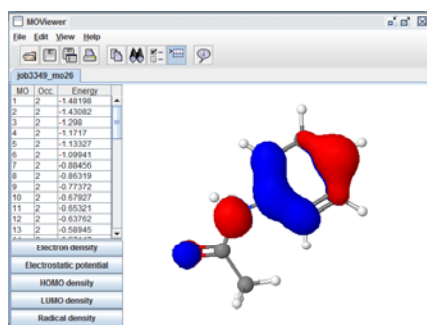 MOViewer
File Edit View Help
job3349_mo26
MO Occ. Energy
1 2 -1.48198
2 2 -1.43082
3 2 -1.298
4 2 -1.1717
5 2 -1.13327
6 2 -1.09941
7 2 -0.88456
8 2 -0.86319
9 2 -0.77372
10 2 -0.67927
11 2 -0.65321
12 2 -0.63762
13 2 -0.58945
Electron density
Electrostatic potential
HOMO density
LUMO density
Radical density